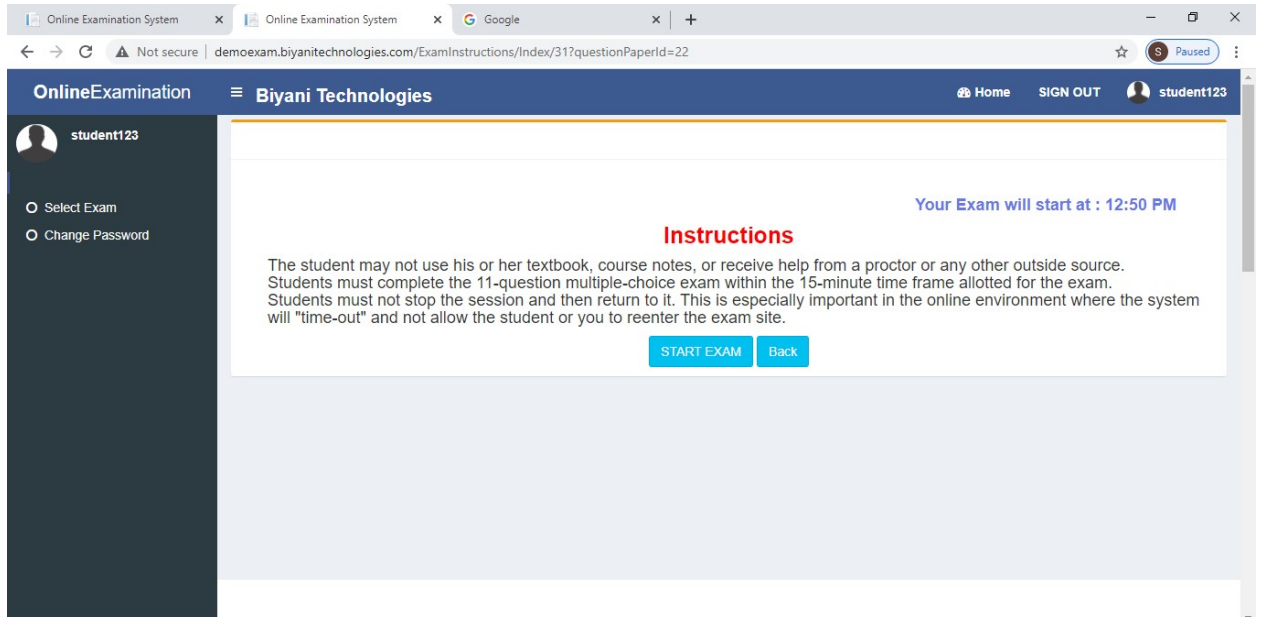 Online Examination System
Online Examination System
Google
Not secure | demoexam.biyanitechnologies.com/ExamInstructions/Index/31?questionPaperId=22
S Paused
OnlineExamination
Biyani Technologies
Home
SIGN OUT
student123
student123
Select Exam
Change Password
Your Exam will start at : 12:50 PM
Instructions
The student may not use his or her textbook, course notes, or receive help from a proctor or any other outside source.
Students must complete the 11-question multiple-choice exam within the 15-minute time frame allotted for the exam.
Students must not stop the session and then return to it. This is especially important in the online environment where the system
will "time-out" and not allow the student or you to reenter the exam site.
START EXAM
Back